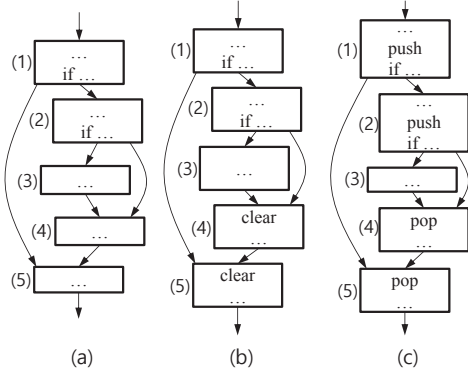 (1)
…
if …
(2)
…
if …
(3)
…
(4)
…
(5)
…
(a)
(1)
…
if …
(2)
…
if …
(3)
…
(4)
clear
…
(5)
clear
…
(b)
(1)
…
push
if …
(2)
…
push
if …
(3)
…
(4)
pop
…
(5)
pop
…
(c)